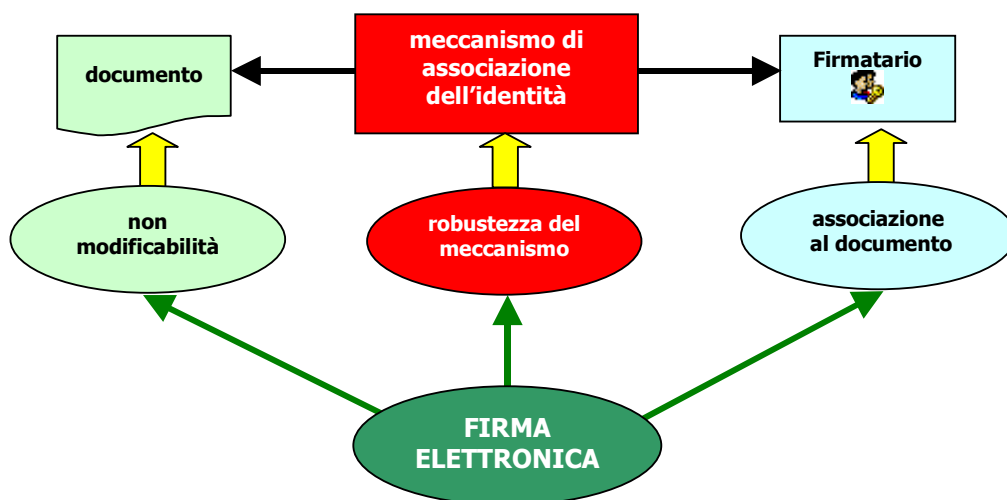 documento
meccanismo di
associazione
dell'identità
Firmatario
non
modificabilità
robustezza del
meccanismo
associazione
al documento
FIRMA
ELETTRONICA